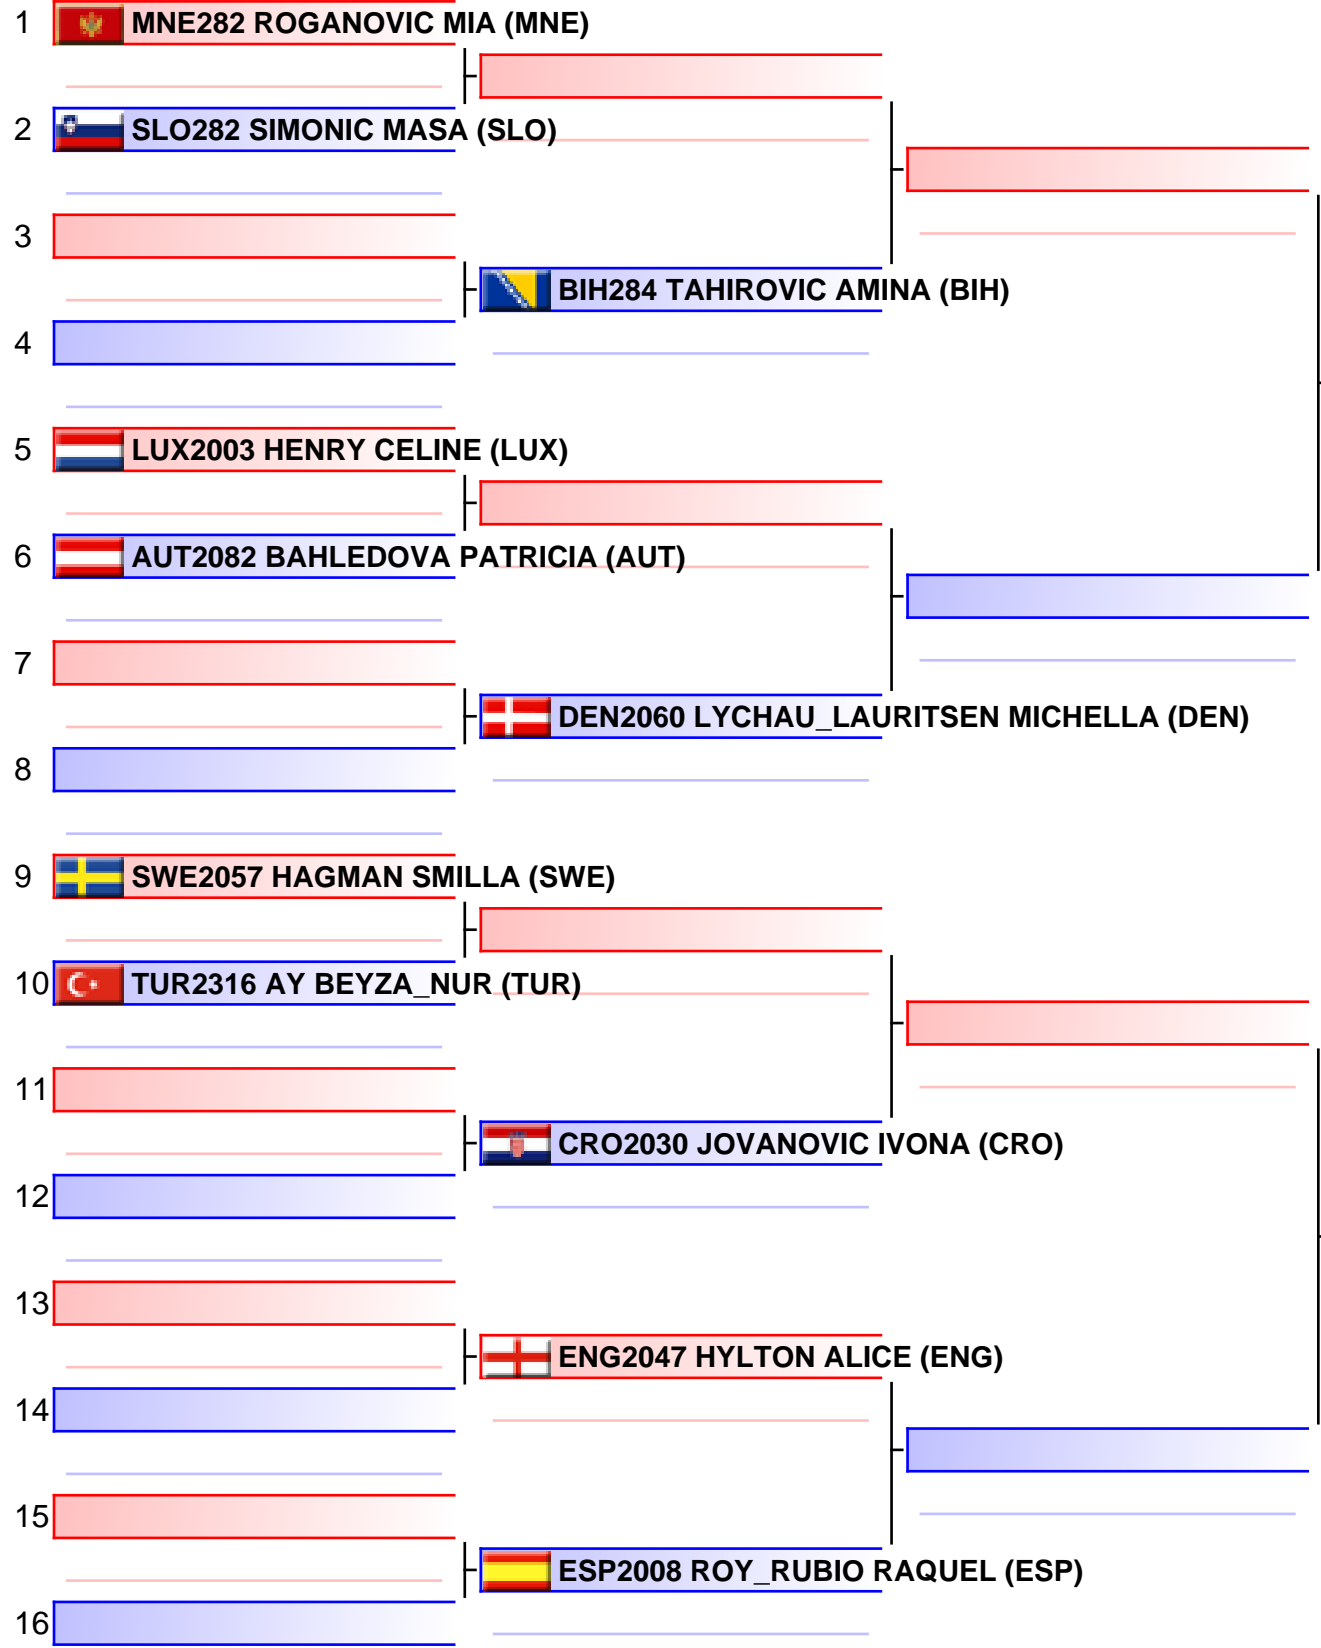 1 MNE282 ROGANOVIC MIA (MNE)
2 SLO282 SIMONIC MASA (SLO)
3
BIH284 TAHIROVIC AMINA (BIH)
4
5 LUX2003 HENRY CELINE (LUX)
6 AUT2082 BAHLEDOVA PATRICIA (AUT)
7
DEN2060 LYCHAU_LAURITSEN MICHELLA (DEN)
8
9 SWE2057 HAGMAN SMILLA (SWE)
10 TUR2316 AY BEYZA_NUR (TUR)
11
CRO2030 JOVANOVIC IVONA (CRO)
12
13
ENG2047 HYLTON ALICE (ENG)
14
15
ESP2008 ROY_RUBIO RAQUEL (ESP)
16